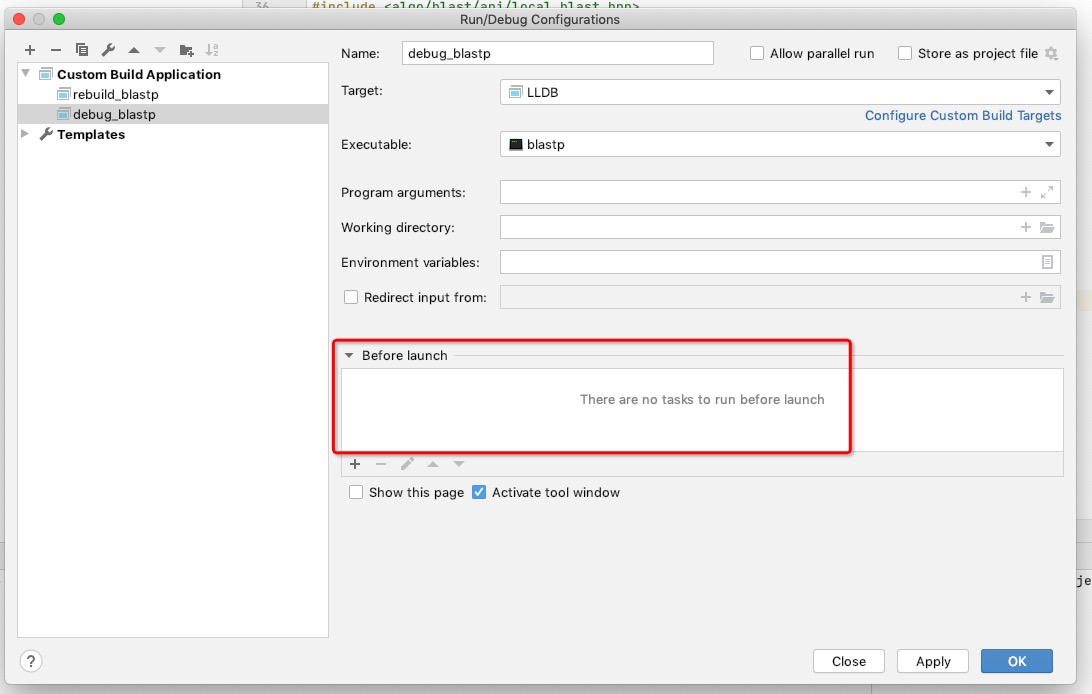 36 #include <algo/blast/api/local_blast.hpp>
Run/Debug Configurations
Name: debug_blastp Allow parallel run Store as project file
Custom Build Application
rebuild_blastp
debug_blastp
Templates
Target: LLDB
Configure Custom Build Targets
Executable: blastp
Program arguments:
Working directory:
Environment variables:
Redirect input from:
Before launch
There are no tasks to run before launch
Show this page Activate tool window
je
? Close Apply OK